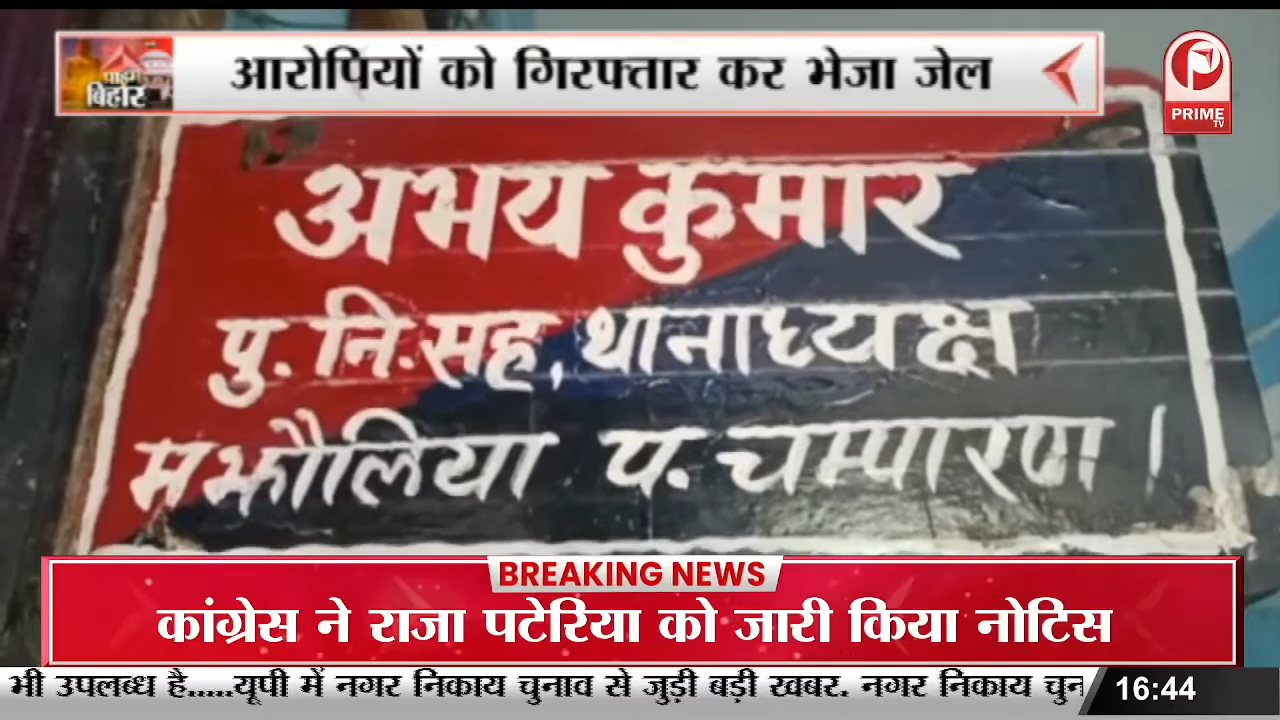 आरोपियों को गिरफ्तार कर भेजा जेल
बिहार
PRIME
TV
अभय कुमार
पु. नि. सह, थानाध्यक्ष
मझौलिया प. चम्पारण।
BREAKING NEWS
कांग्रेस ने राजा पटेरिया को जारी किया नोटिस
भी उपलब्ध है.....यूपी में नगर निकाय चुनाव से जुड़ी बड़ी खबर. नगर निकाय चुन
16:44